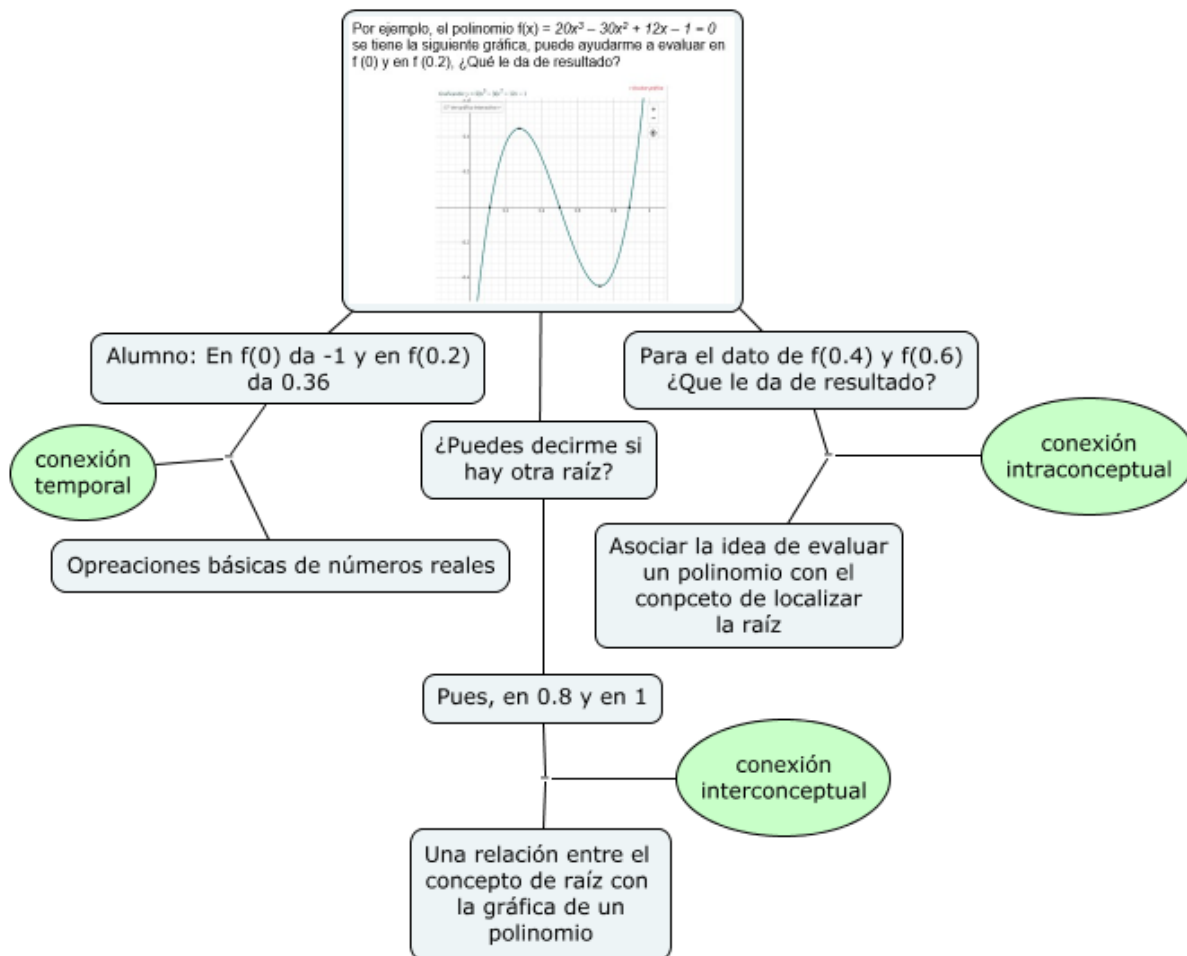 Por ejemplo, el polinomio f(x) = 20x³ – 30x² + 12x – 1 = 0
se tiene la siguiente gráfica, puede ayudarme a evaluar en
f (0) y en f (0.2), ¿Qué le da de resultado?
Alumno: En f(0) da -1 y en f(0.2)
da 0.36
Para el dato de f(0.4) y f(0.6)
¿Que le da de resultado?
conexión
temporal
¿Puedes decirme si
hay otra raíz?
conexión
intraconceptual
Opreaciones básicas de números reales
Asociar la idea de evaluar
un polinomio con el
conpceto de localizar
la raíz
Pues, en 0.8 y en 1
conexión
interconceptual
Una relación entre el
concepto de raíz con
la gráfica de un
polinomio